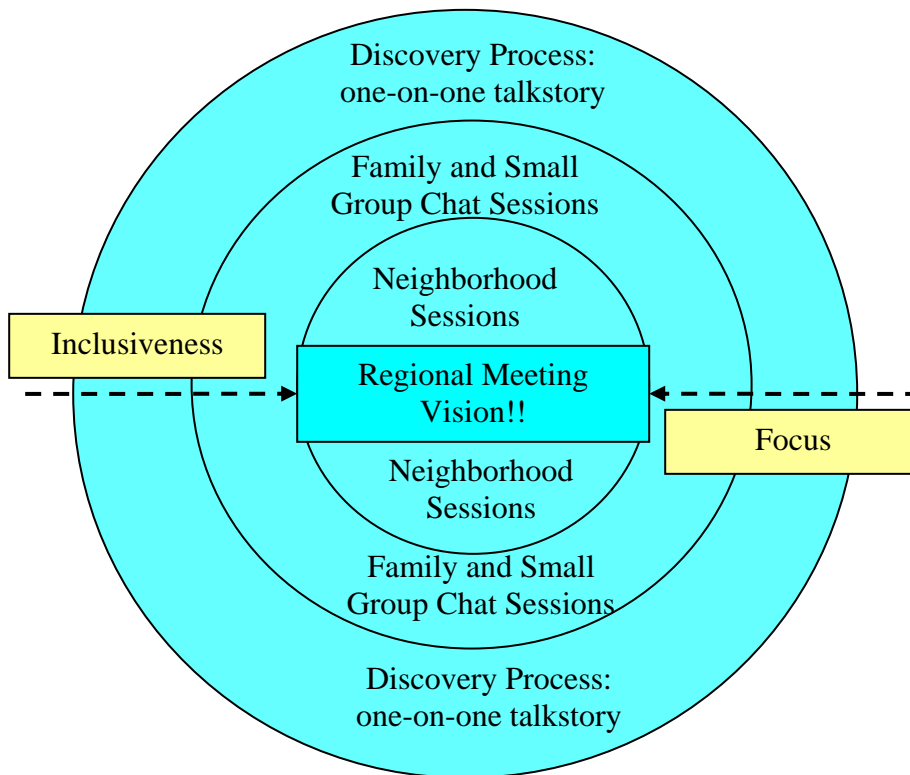 Discovery Process:
one-on-one talkstory
Family and Small
Group Chat Sessions
Neighborhood
Sessions
Inclusiveness
Regional Meeting
Vision!!
Focus
Neighborhood
Sessions
Family and Small
Group Chat Sessions
Discovery Process:
one-on-one talkstory